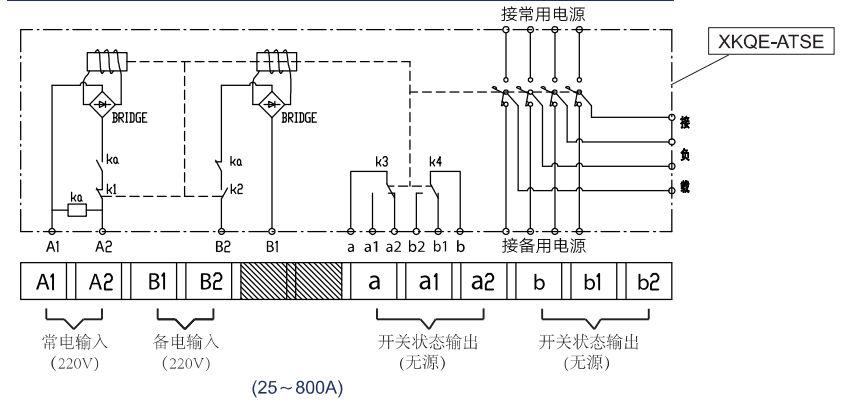 接常用电源
XKQE-ATSE
BRIDGE
BRIDGE
接
负
载
ka
k1
ka
ka
k2
k3
k4
A1
A2
B2
B1
a
a1
a2
b2
b1
b
接备用电源
A1
A2
B1
B2
a
a1
a2
b
b1
b2
常电输入
(220V)
备电输入
(220V)
开关状态输出
(无源)
开关状态输出
(无源)
(25～800A)